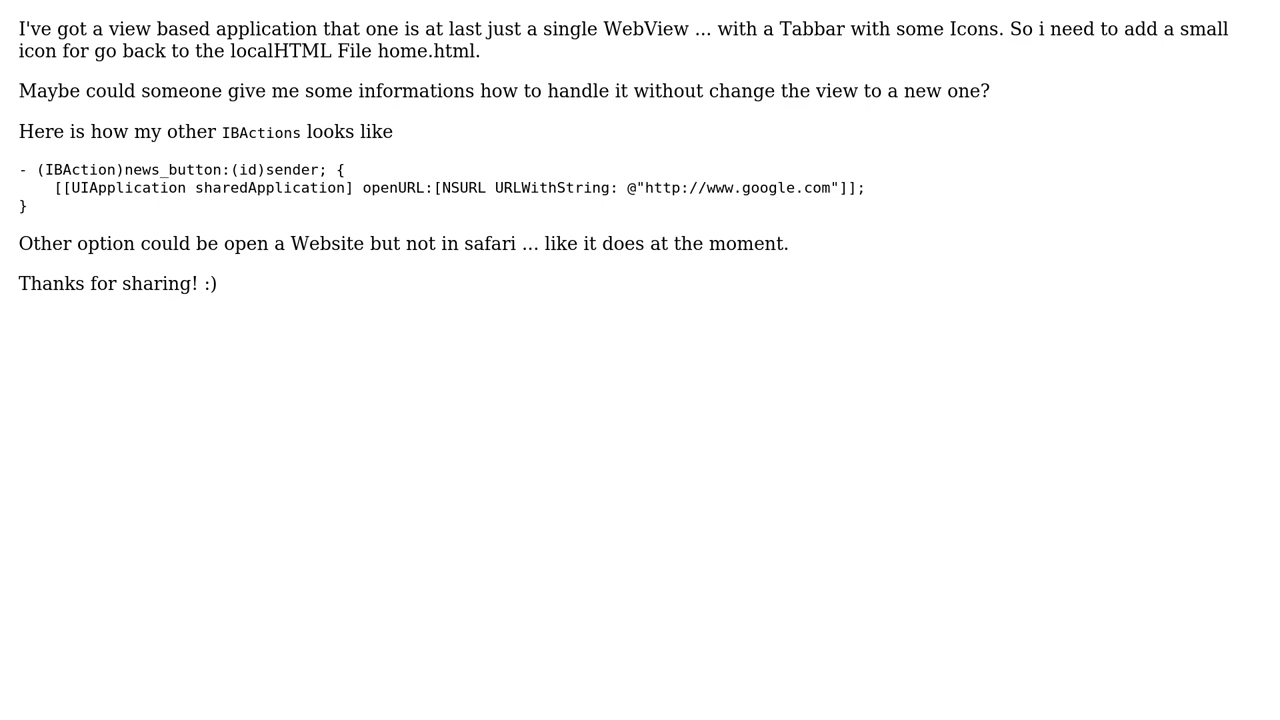 I've got a view based application that one is at last just a single WebView ... with a Tabbar with some Icons. So i need to add a small
icon for go back to the localHTML File home.html.
Maybe could someone give me some informations how to handle it without change the view to a new one?
Here is how my other IBActions looks like
- (IBAction)news_button:(id)sender; {
    [[UIApplication sharedApplication] openURL:[NSURL URLWithString: @"http://www.google.com"]];
}
Other option could be open a Website but not in safari ... like it does at the moment.
Thanks for sharing! :)